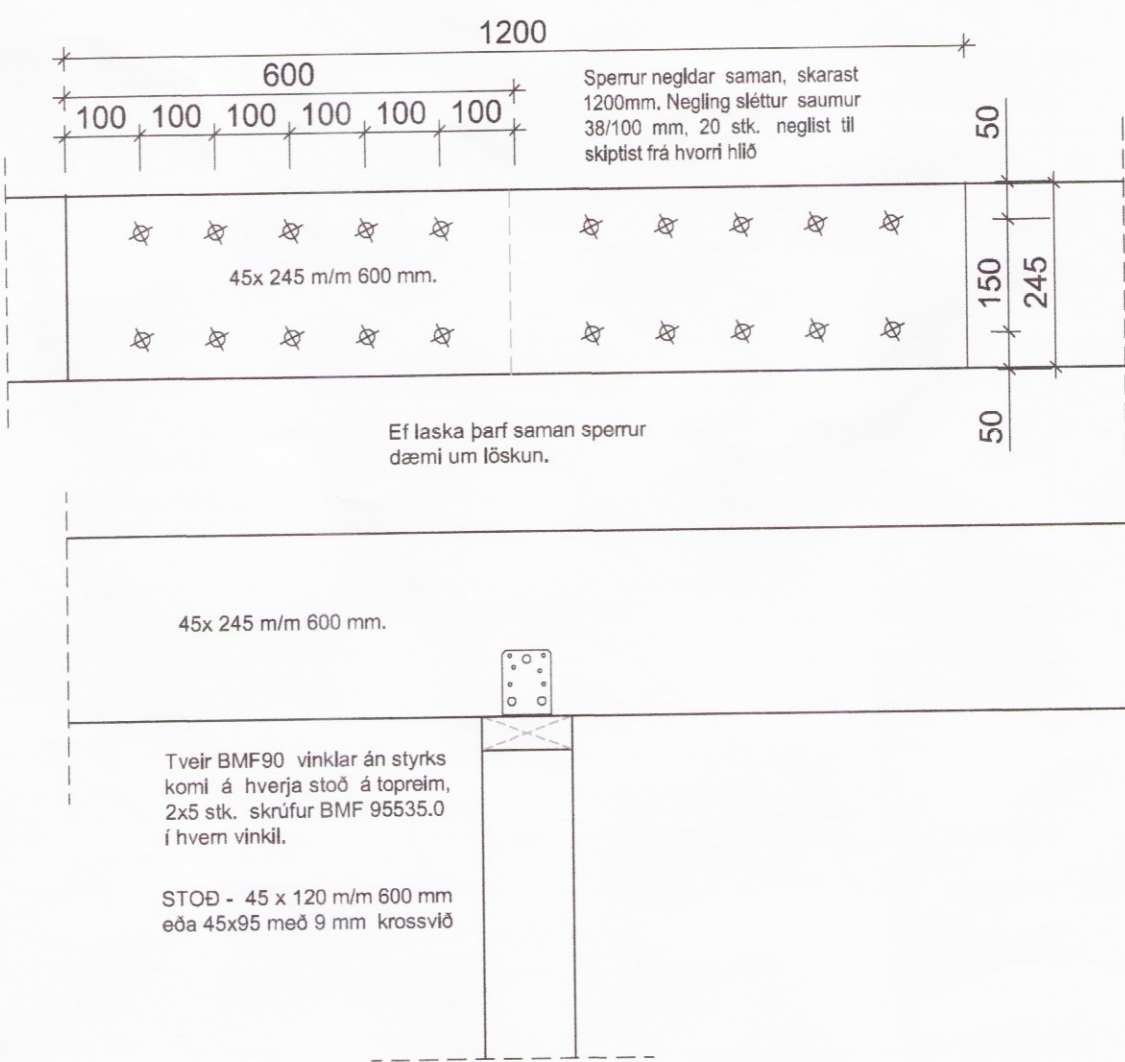 1200
600
100 100 100 100 100 100
Sperrur negldar saman, skarast
1200mm. Negling sléttur saumur
38/100 mm, 20 stk. neglist til
skiptist frá hvorri hlið
50
150
245
50
45x 245 m/m 600 mm.
Ef laska þarf saman sperrur
dæmi um löskun.
45x 245 m/m 600 mm.
Tveir BMF90 vinklar án styrks
komi á hverja stoð á topreim,
2x5 stk. skrúfur BMF 95535.0
í hvern vinkil.
STOÐ - 45 x 120 m/m 600 mm
eða 45x95 með 9 mm krossvið